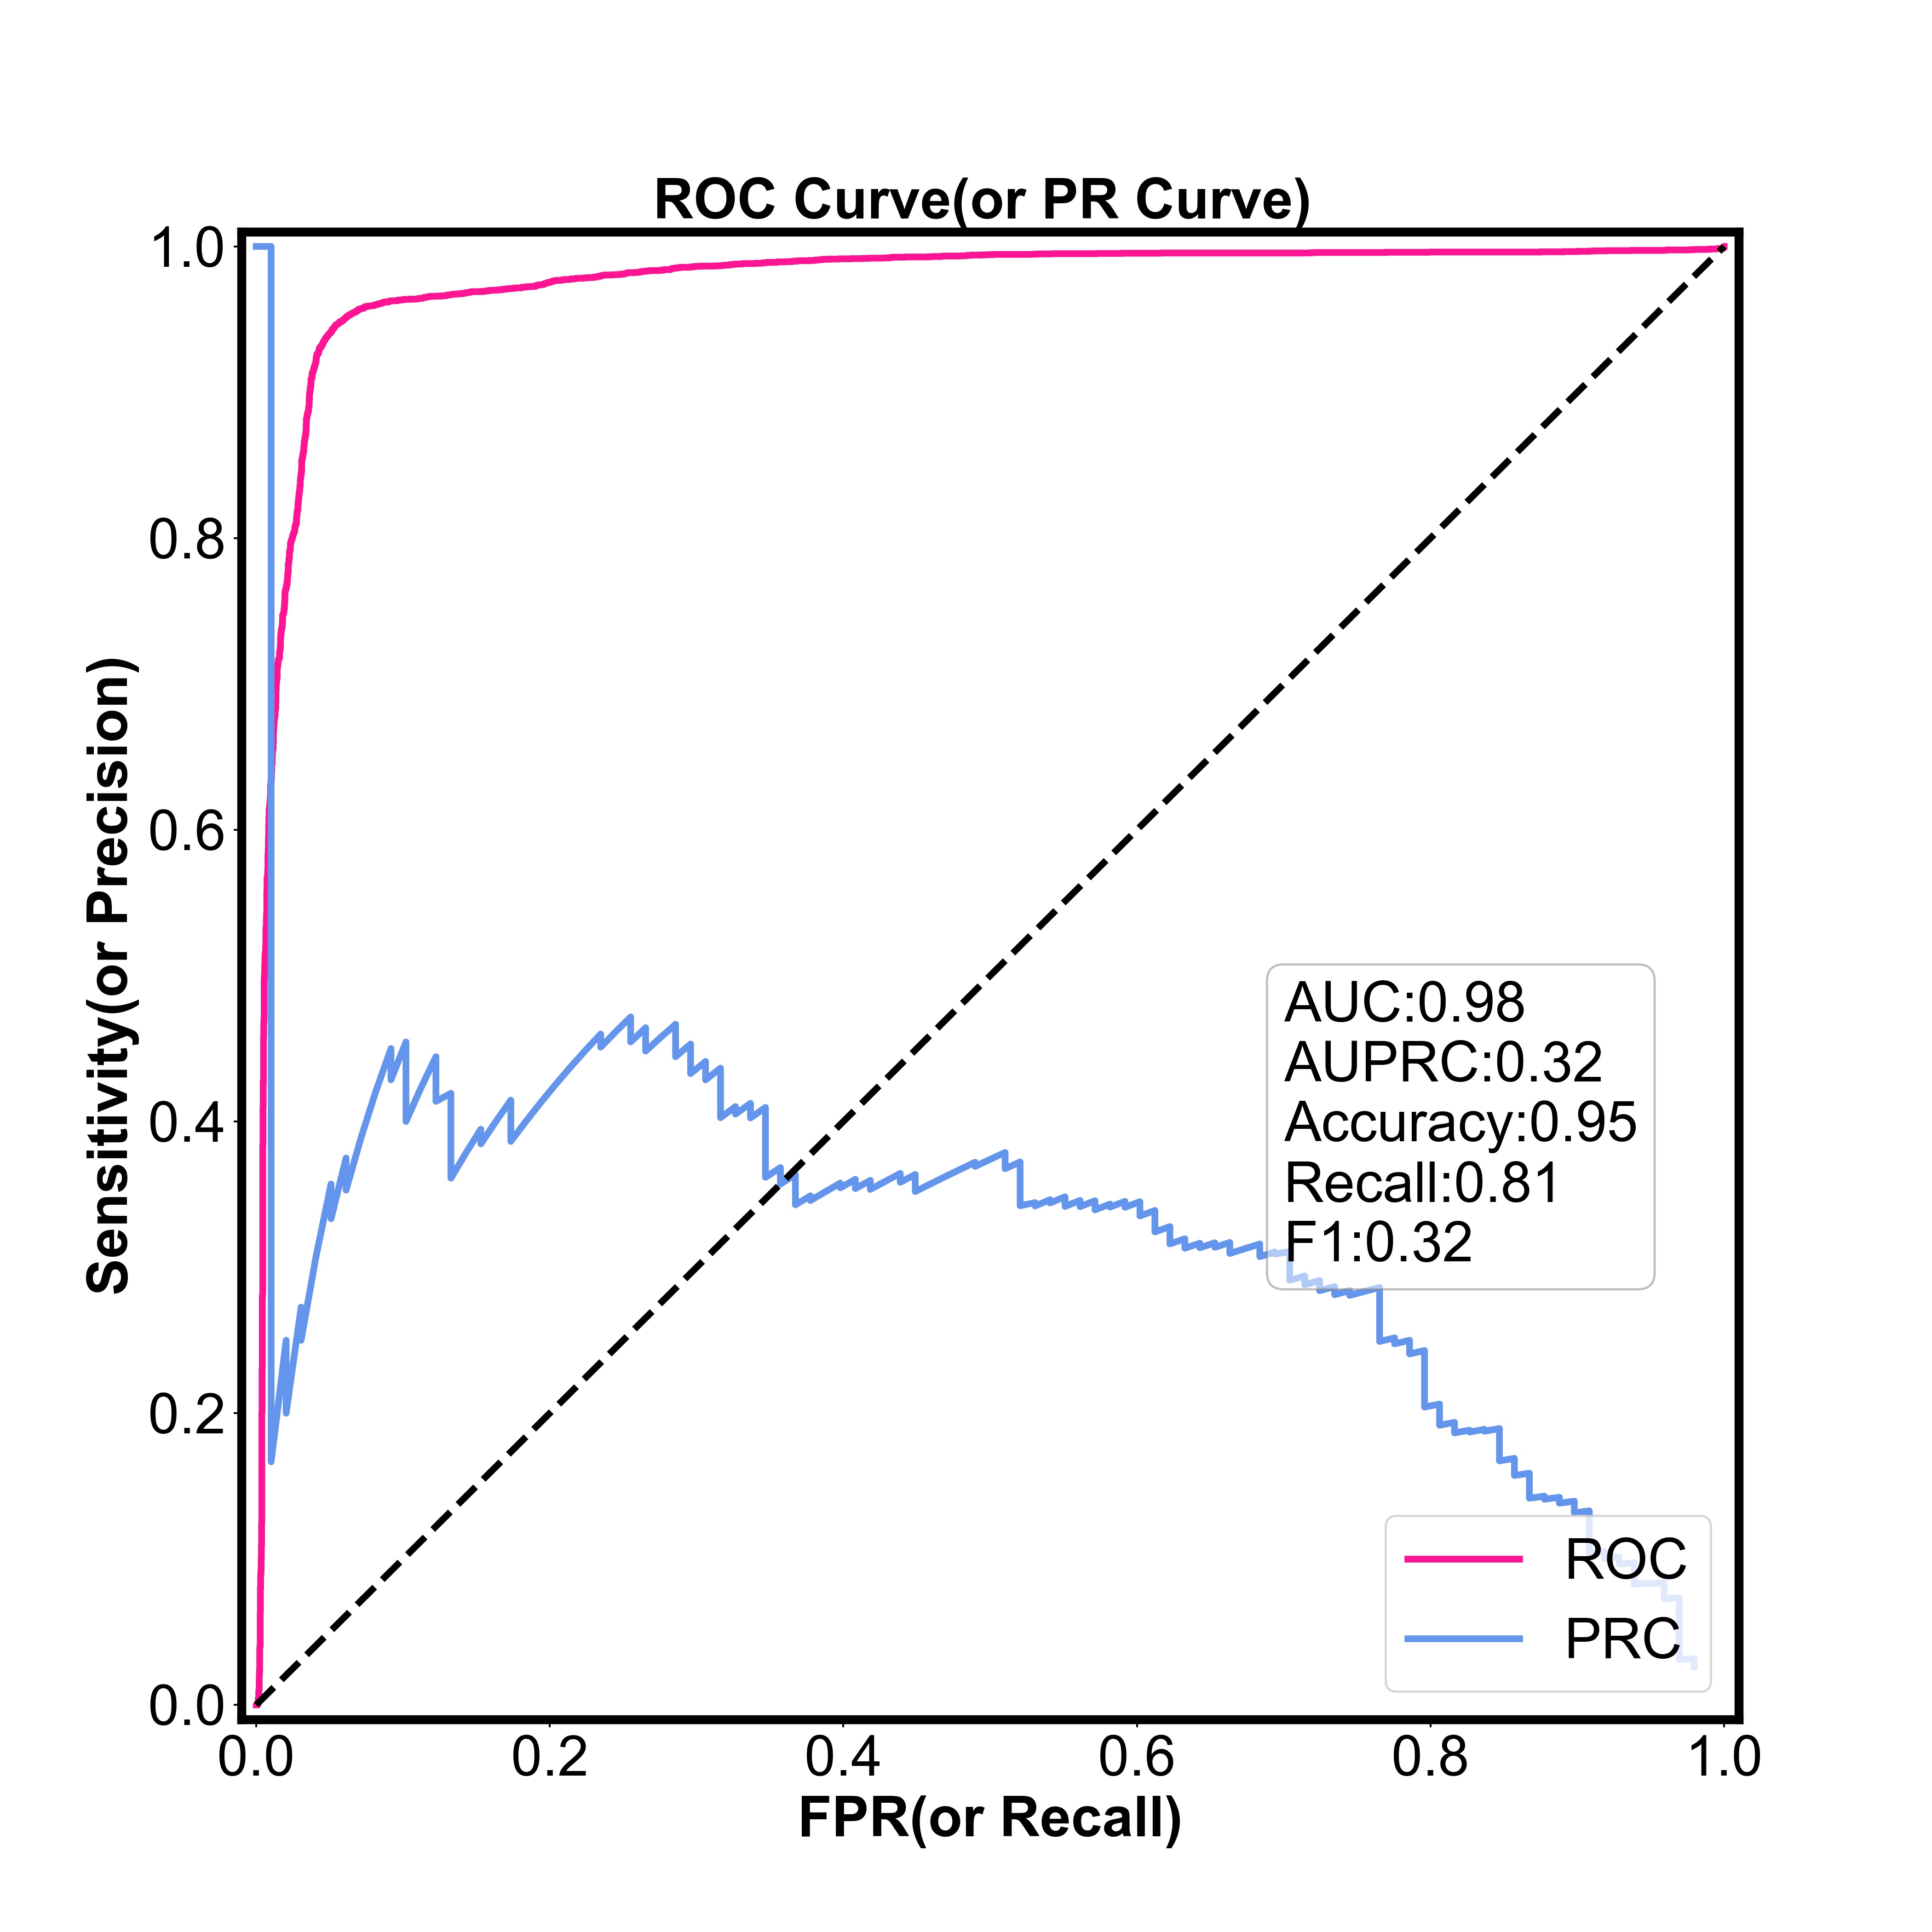 ROC Curve(or PR Curve)
1.0
0.8
0.6
0.4
0.2
0.0
Sensitivity(or Precision)
AUC:0.98
AUPRC:0.32
Accuracy:0.95
Recall:0.81
F1:0.32
ROC
PRC
0.0 0.2 0.4 0.6 0.8 1.0
FPR(or Recall)